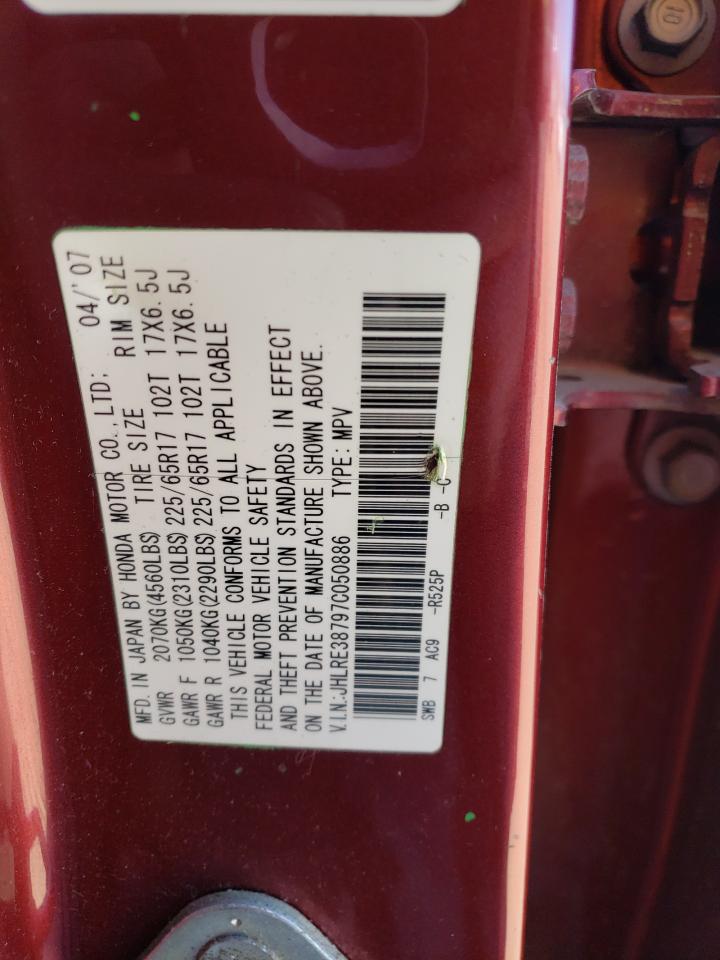 MFD. IN JAPAN BY HONDA MOTOR CO.,LTD; 04/'07
GVWR 2070KG(4560LBS) TIRE SIZE RIM SIZE
GAWR F 1050KG(2310LBS) 225/65R17 102T 17X6.5J
GAWR R 1040KG(2290LBS) 225/65R17 102T 17X6.5J
THIS VEHICLE CONFORMS TO ALL APPLICABLE
FEDERAL MOTOR VEHICLE SAFETY
AND THEFT PREVENTION STANDARDS IN EFFECT
ON THE DATE OF MANUFACTURE SHOWN ABOVE.
V.I.N.:JHLRE38797C050886 TYPE: MPV
SWB 7 AC9 -R525P -B -C
10